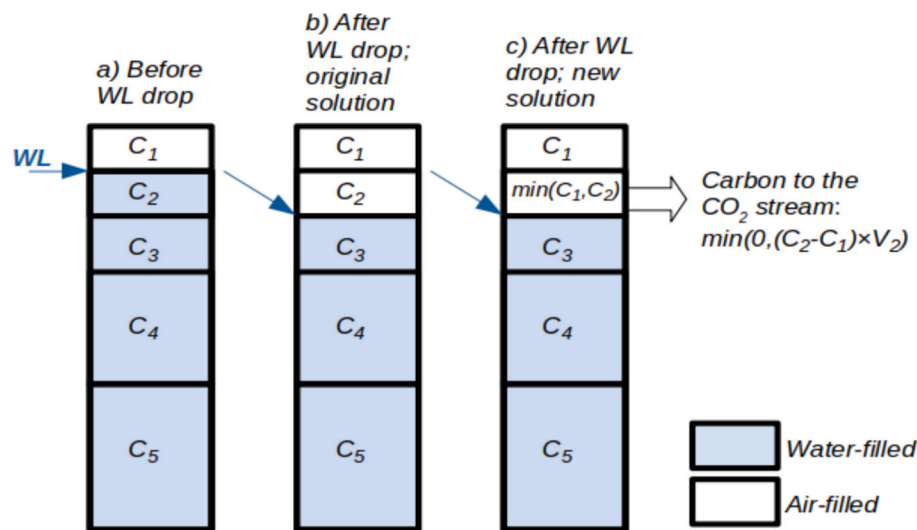 a) Before
WL drop
b) After
WL drop;
original
solution
c) After WL
drop; new
solution
WL
C1
C2
C3
C4
C5
C1
C2
C3
C4
C5
C1
min(C1,C2)
C3
C4
C5
Carbon to the
CO2 stream:
min(0,(C2-C1)×V2)
Water-filled
Air-filled